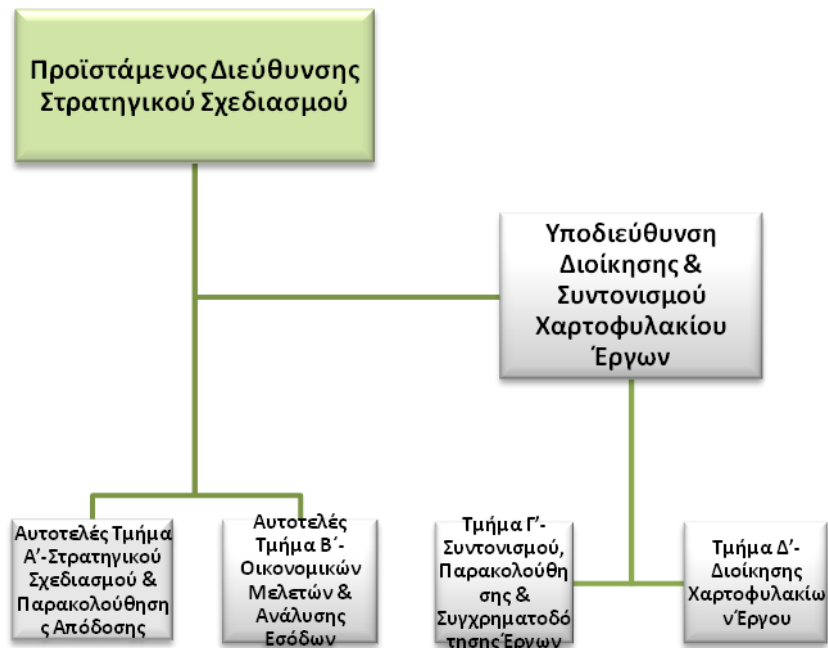 Προϊστάμενος Διεύθυνσης
Στρατηγικού Σχεδιασμού
Υποδιεύθυνση
Διοίκησης &
Συντονισμού
Χαρτοφυλακίου
Έργων
Αυτοτελές Τμήμα
Α’-Στρατηγικού
Σχεδιασμού &
Παρακολούθηση
ς Απόδοσης
Αυτοτελές
Τμήμα Β΄-
Οικονομικών
Μελετών &
Ανάλυσης
Εσόδων
Τμήμα Γ’-
Συντονισμού,
Παρακολούθη
σης &
Συγχρηματοδό
τησης Έργων
Τμήμα Δ’-
Διοίκησης
Χαρτοφυλακίω
ν Έργου